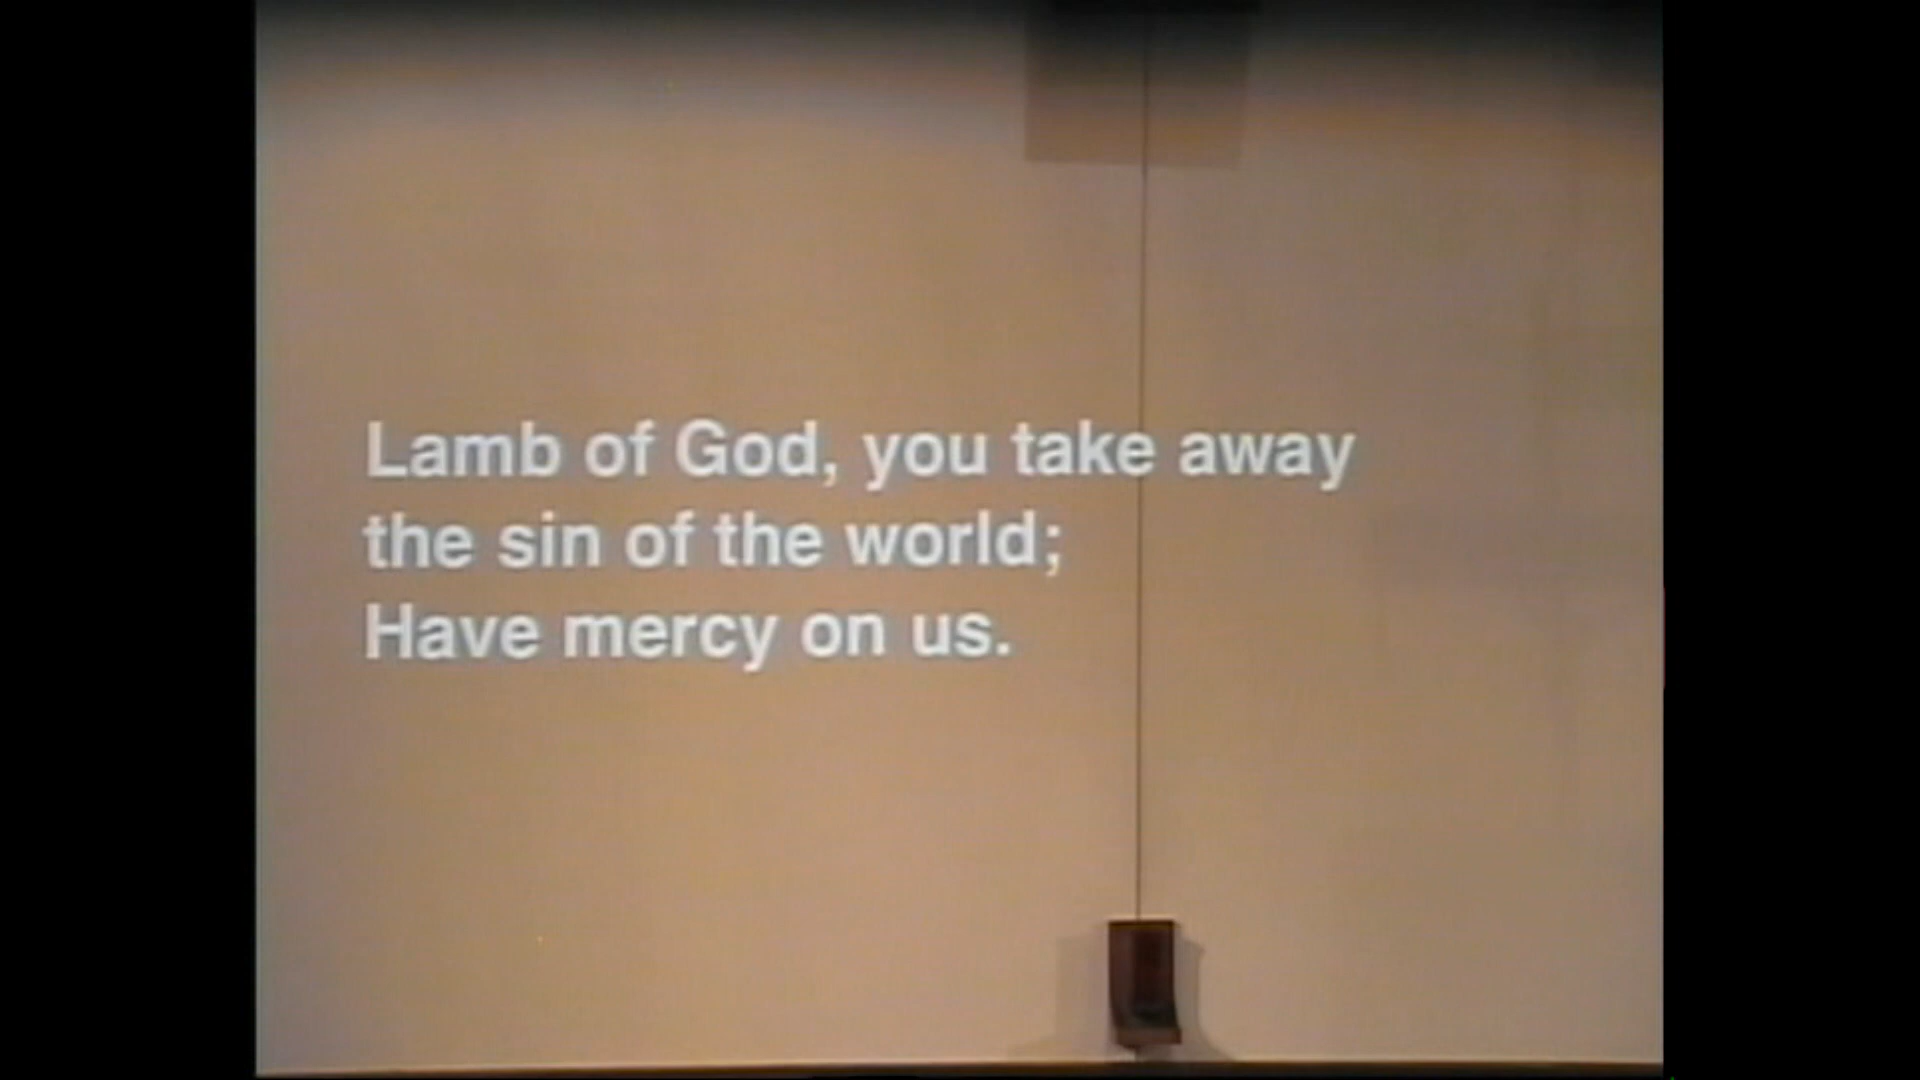 Lamb of God, you take away
the sin of the world;
Have mercy on us.